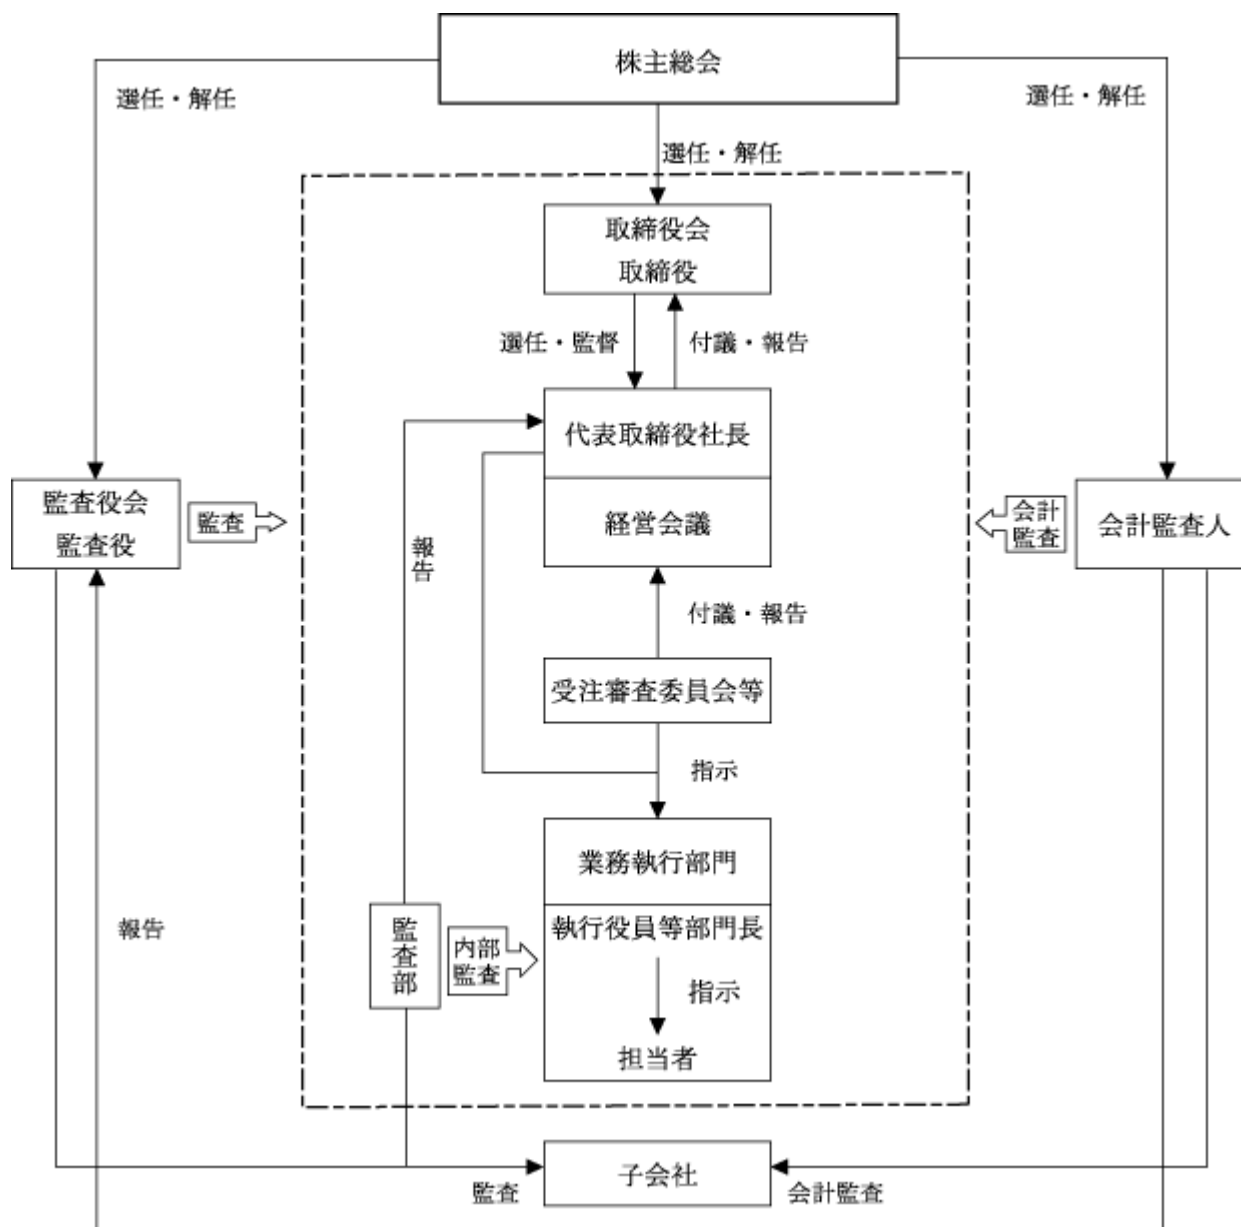 株主総会
選任・解任
選任・解任
選任・解任
取締役会
取締役
選任・監督
付議・報告
代表取締役社長
経営会議
監査役会
監査役
監査
会計
監査
会計監査人
報告
付議・報告
受注審査委員会等
指示
業務執行部門
執行役員等部門長
指示
担当者
監査部
内部
監査
報告
子会社
監査
会計監査